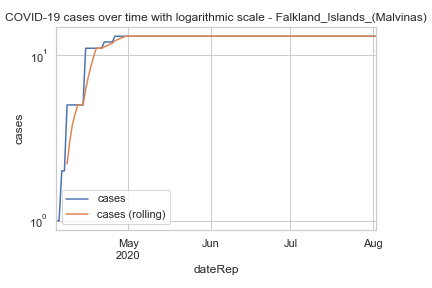 COVID-19 cases over time with logarithmic scale - Falkland_Islands_(Malvinas)
10¹
cases
10⁰
cases
cases (rolling)
May Jun Jul Aug
2020
dateRep